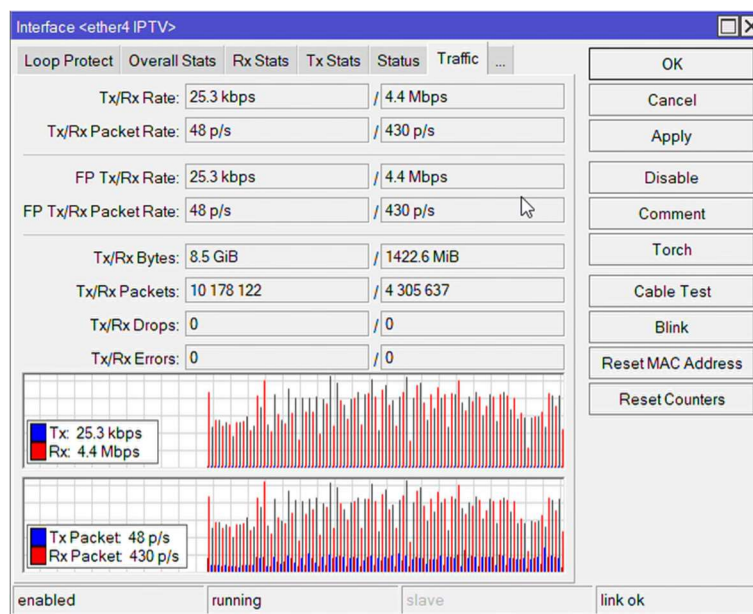 Interface <ether4 IPTV>
Loop Protect Overall Stats Rx Stats Tx Stats Status Traffic ...
Tx/Rx Rate: 25.3 kbps / 4.4 Mbps
Tx/Rx Packet Rate: 48 p/s / 430 p/s
FP Tx/Rx Rate: 25.3 kbps / 4.4 Mbps
FP Tx/Rx Packet Rate: 48 p/s / 430 p/s
Tx/Rx Bytes: 8.5 GiB / 1422.6 MiB
Tx/Rx Packets: 10 178 122 / 4 305 637
Tx/Rx Drops: 0 / 0
Tx/Rx Errors: 0 / 0
Tx: 25.3 kbps
Rx: 4.4 Mbps
Tx Packet: 48 p/s
Rx Packet: 430 p/s
OK
Cancel
Apply
Disable
Comment
Torch
Cable Test
Blink
Reset MAC Address
Reset Counters
enabled running slave link ok